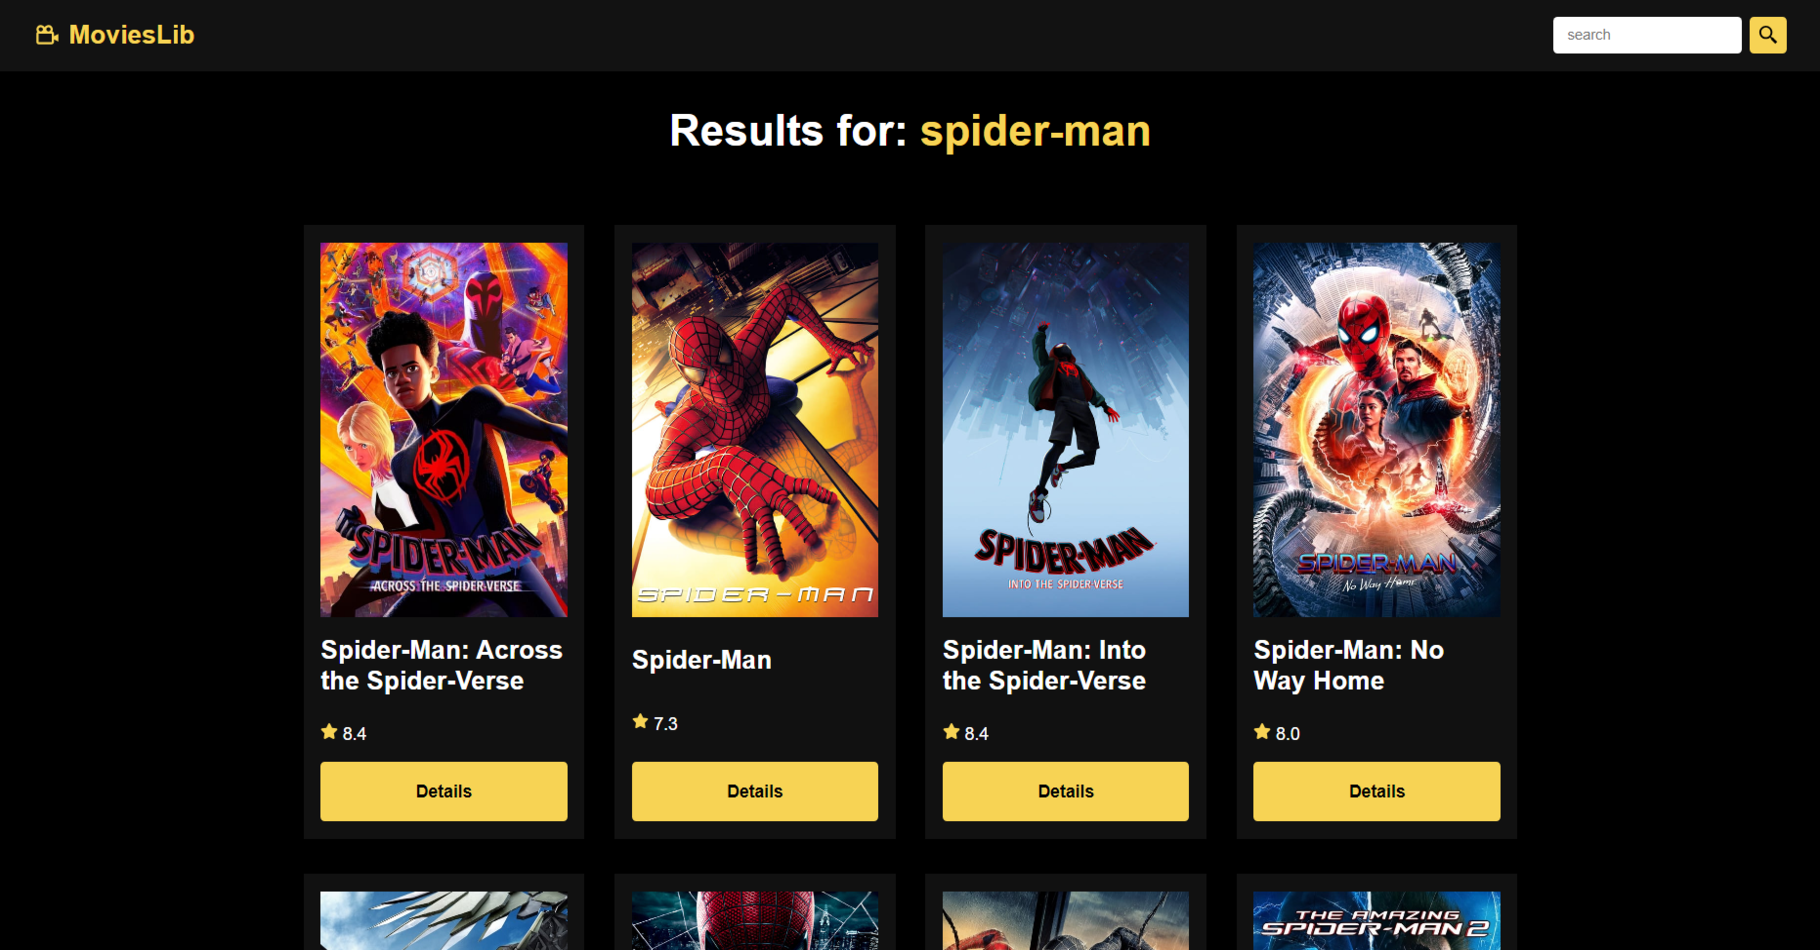 MoviesLib
search
Results for: spider-man
SPIDER-MAN
ACROSS THE SPIDER-VERSE
SPIDER-MAN
SPIDER-MAN
INTO THE SPIDER-VERSE
SPIDER-MAN
No Way Home
Spider-Man: Across
the Spider-Verse
8.4
Details
Spider-Man
7.3
Details
Spider-Man: Into
the Spider-Verse
8.4
Details
Spider-Man: No
Way Home
8.0
Details
THE AMAZING
SPIDER-MAN 2